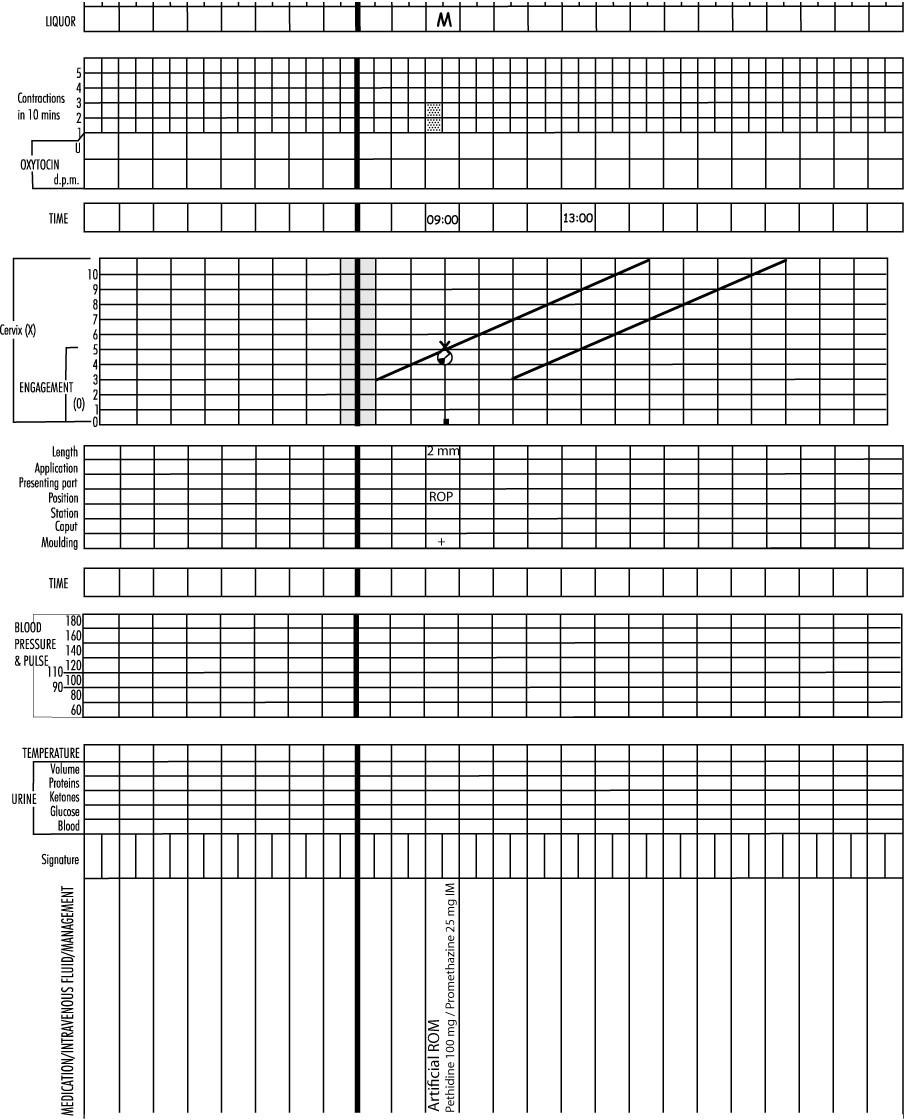 LIQUOR M
5
4
Contractions 3
in 10 mins 2
1
U
OXYTOCIN
d.p.m.
TIME 09:00 13:00
10
9
8
7
Cervix (X) 6
5
4
ENGAGEMENT 3
(0) 2
1
0
Length 2 mm
Application
Presenting part
Position ROP
Station
Caput
Moulding +
TIME
BLOOD 180
PRESSURE 160
& PULSE 140
120
110
100
90
80
60
TEMPERATURE
Volume
Proteins
URINE Ketones
Glucose
Blood
Signature
MEDICATION/INTRAVENOUS FLUID/MANAGEMENT
Artificial ROM
Pethidine 100 mg / Promethazine 25 mg IM